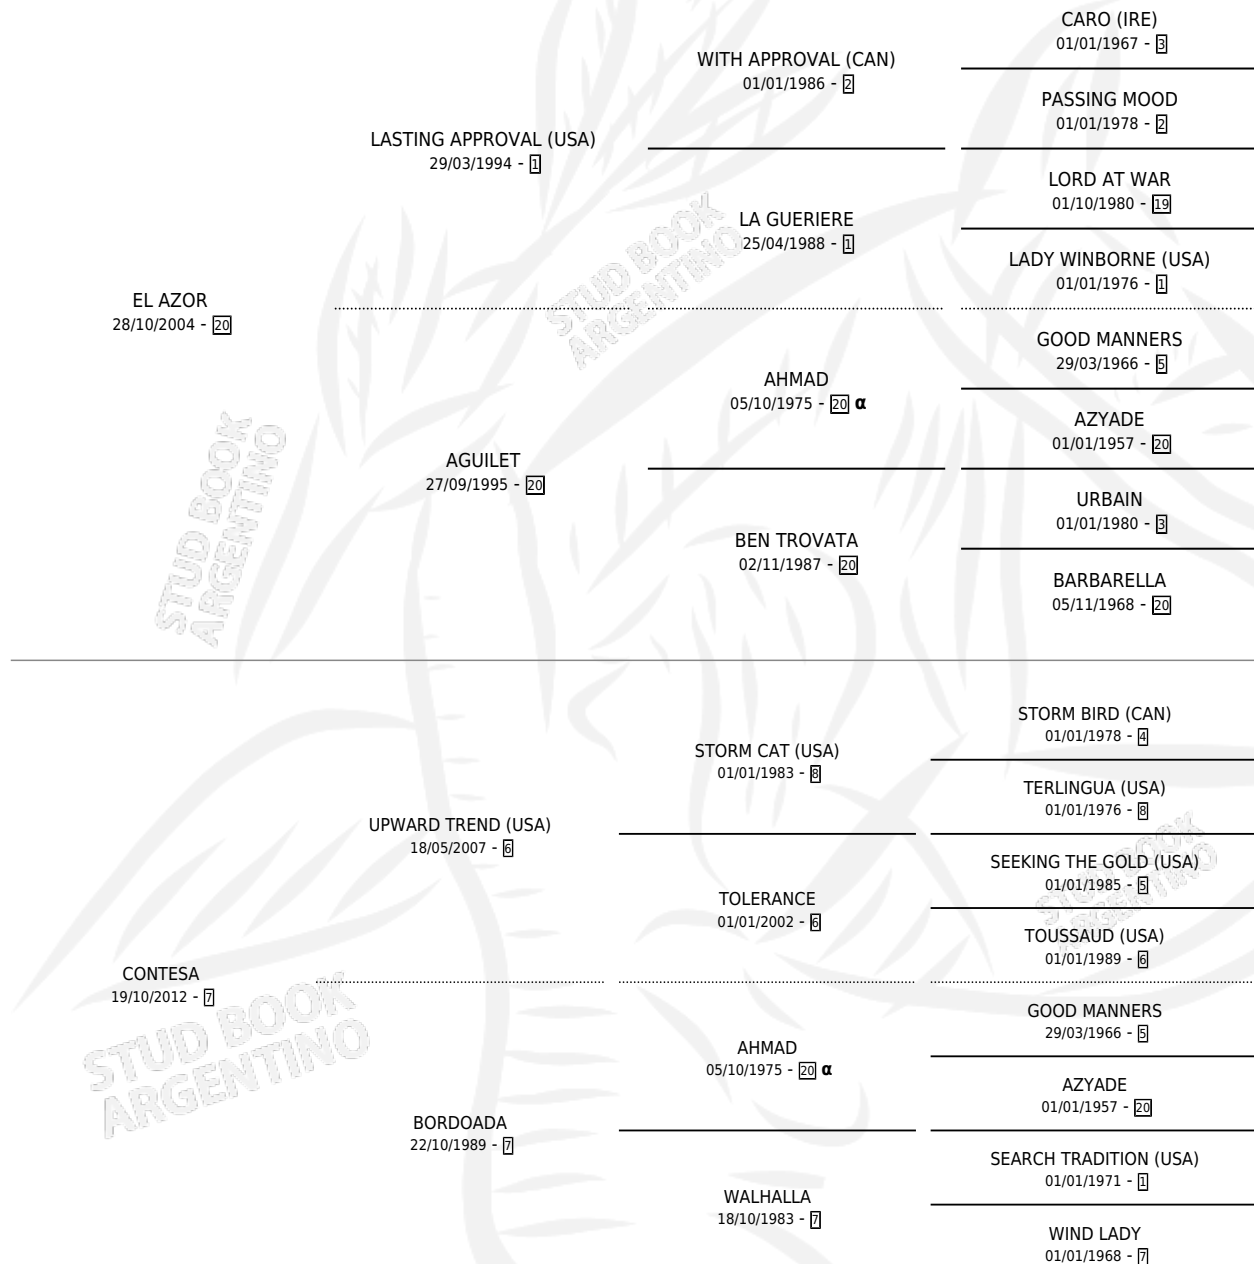 CARO (IRE)
01/01/1967 - 3
WITH APPROVAL (CAN)
01/01/1986 - 2
PASSING MOOD
01/01/1978 - 2
LASTING APPROVAL (USA)
29/03/1994 - 1
LORD AT WAR
01/10/1980 - 19
LA GUERIERE
25/04/1988 - 1
LADY WINBORNE (USA)
01/01/1976 - 1
EL AZOR
28/10/2004 - 20
GOOD MANNERS
29/03/1966 - 5
AHMAD
05/10/1975 - 20 α
AZYADE
01/01/1957 - 20
AGUILET
27/09/1995 - 20
URBAIN
01/01/1980 - 3
BEN TROVATA
02/11/1987 - 20
BARBARELLA
05/11/1968 - 20
STORM BIRD (CAN)
01/01/1978 - 4
STORM CAT (USA)
01/01/1983 - 8
TERLINGUA (USA)
01/01/1976 - 8
UPWARD TREND (USA)
18/05/2007 - 6
SEEKING THE GOLD (USA)
01/01/1985 - 5
TOLERANCE
01/01/2002 - 6
TOUSSAUD (USA)
01/01/1989 - 6
CONTESA
19/10/2012 - 7
GOOD MANNERS
29/03/1966 - 5
AHMAD
05/10/1975 - 20 α
AZYADE
01/01/1957 - 20
BORDOADA
22/10/1989 - 7
SEARCH TRADITION (USA)
01/01/1971 - 1
WALHALLA
18/10/1983 - 7
WIND LADY
01/01/1968 - 7
STUD BOOK
ARGENTINO
STUD BOOK
ARGENTINO
STUD BOOK
ARGENTINO
STUD BOOK
ARGENTINO